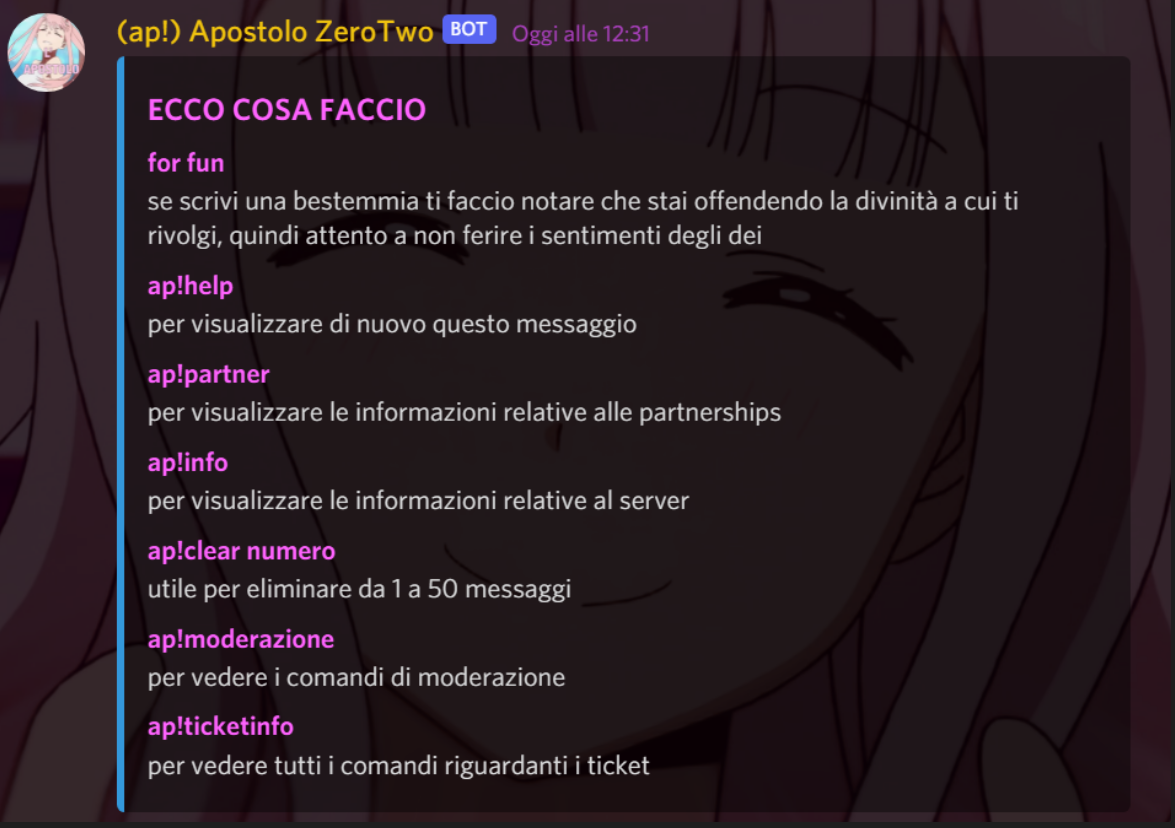 (ap!) Apostolo ZeroTwo BOT Oggi alle 12:31
ECCO COSA FACCIO
for fun
se scrivi una bestemmia ti faccio notare che stai offendendo la divinità a cui ti
rivolgi, quindi attento a non ferire i sentimenti degli dei
ap!help
per visualizzare di nuovo questo messaggio
ap!partner
per visualizzare le informazioni relative alle partnerships
ap!info
per visualizzare le informazioni relative al server
ap!clear numero
utile per eliminare da 1 a 50 messaggi
ap!moderazione
per vedere i comandi di moderazione
ap!ticketinfo
per vedere tutti i comandi riguardanti i ticket